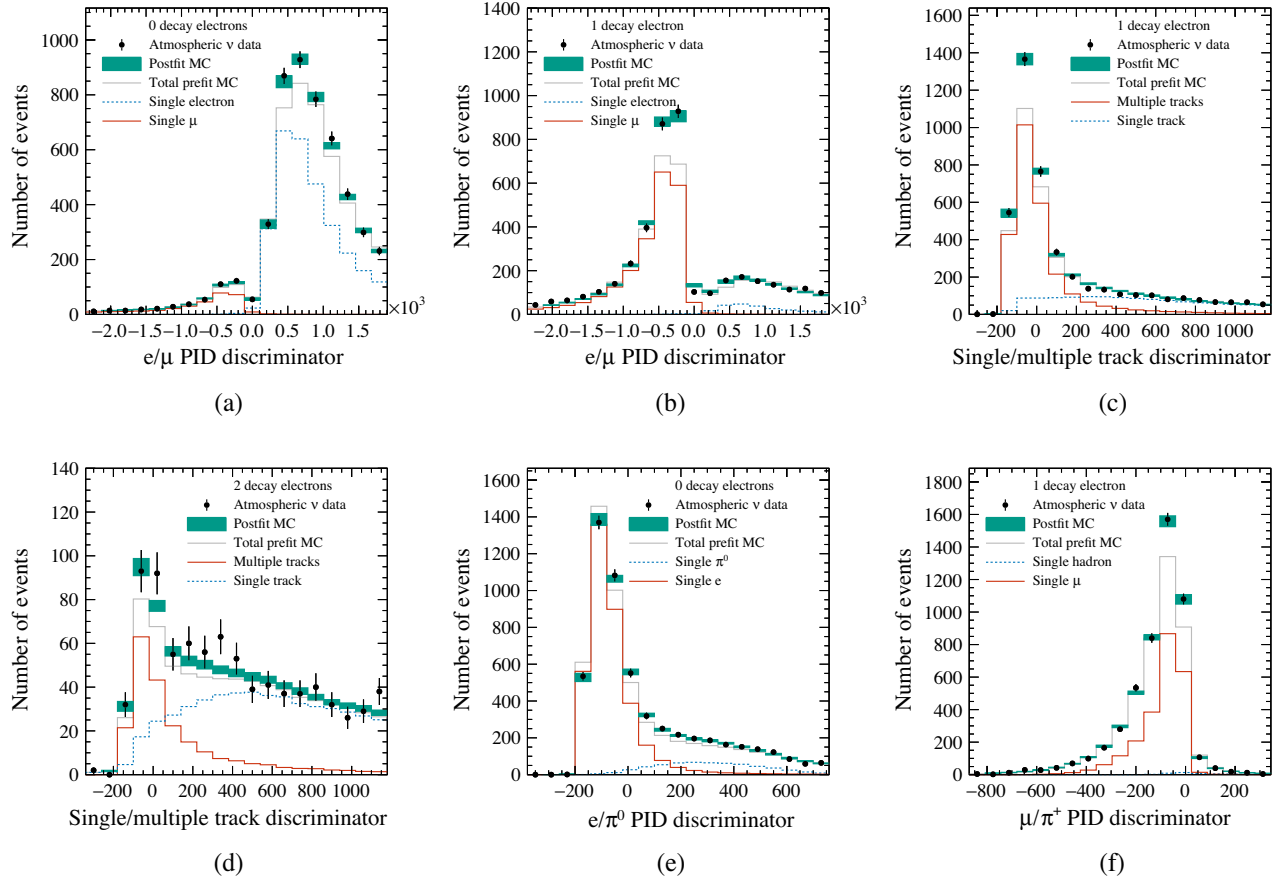 0 decay electrons
Atmospheric ν data
Postfit MC
Total prefit MC
Single electron
Single μ
Number of events
1000
800
600
400
200
0
−2.0 −1.5 −1.0 −0.5 0 0.5 1.0 1.5 ×10³
e/μ PID discriminator
(a)
1 decay electron
Atmospheric ν data
Postfit MC
Total prefit MC
Single electron
Single μ
Number of events
1400
1200
1000
800
600
400
200
0
−2.0 −1.5 −1.0 −0.5 0 0.5 1.0 1.5 ×10³
e/μ PID discriminator
(b)
1 decay electron
Atmospheric ν data
Postfit MC
Total prefit MC
Multiple tracks
Single track
Number of events
1600
1400
1200
1000
800
600
400
200
0
−200 0 200 400 600 800 1000
Single/multiple track discriminator
(c)
2 decay electrons
Atmospheric ν data
Postfit MC
Total prefit MC
Multiple tracks
Single track
Number of events
140
120
100
80
60
40
20
0
−200 0 200 400 600 800 1000
Single/multiple track discriminator
(d)
0 decay electrons
Atmospheric ν data
Postfit MC
Total prefit MC
Single π⁰
Single e
Number of events
1600
1400
1200
1000
800
600
400
200
0
−200 0 200 400 600
e/π⁰ PID discriminator
(e)
1 decay electron
Atmospheric ν data
Postfit MC
Total prefit MC
Single hadron
Single μ
Number of events
1800
1600
1400
1200
1000
800
600
400
200
0
−800 −600 −400 −200 0 200
μ/π⁺ PID discriminator
(f)